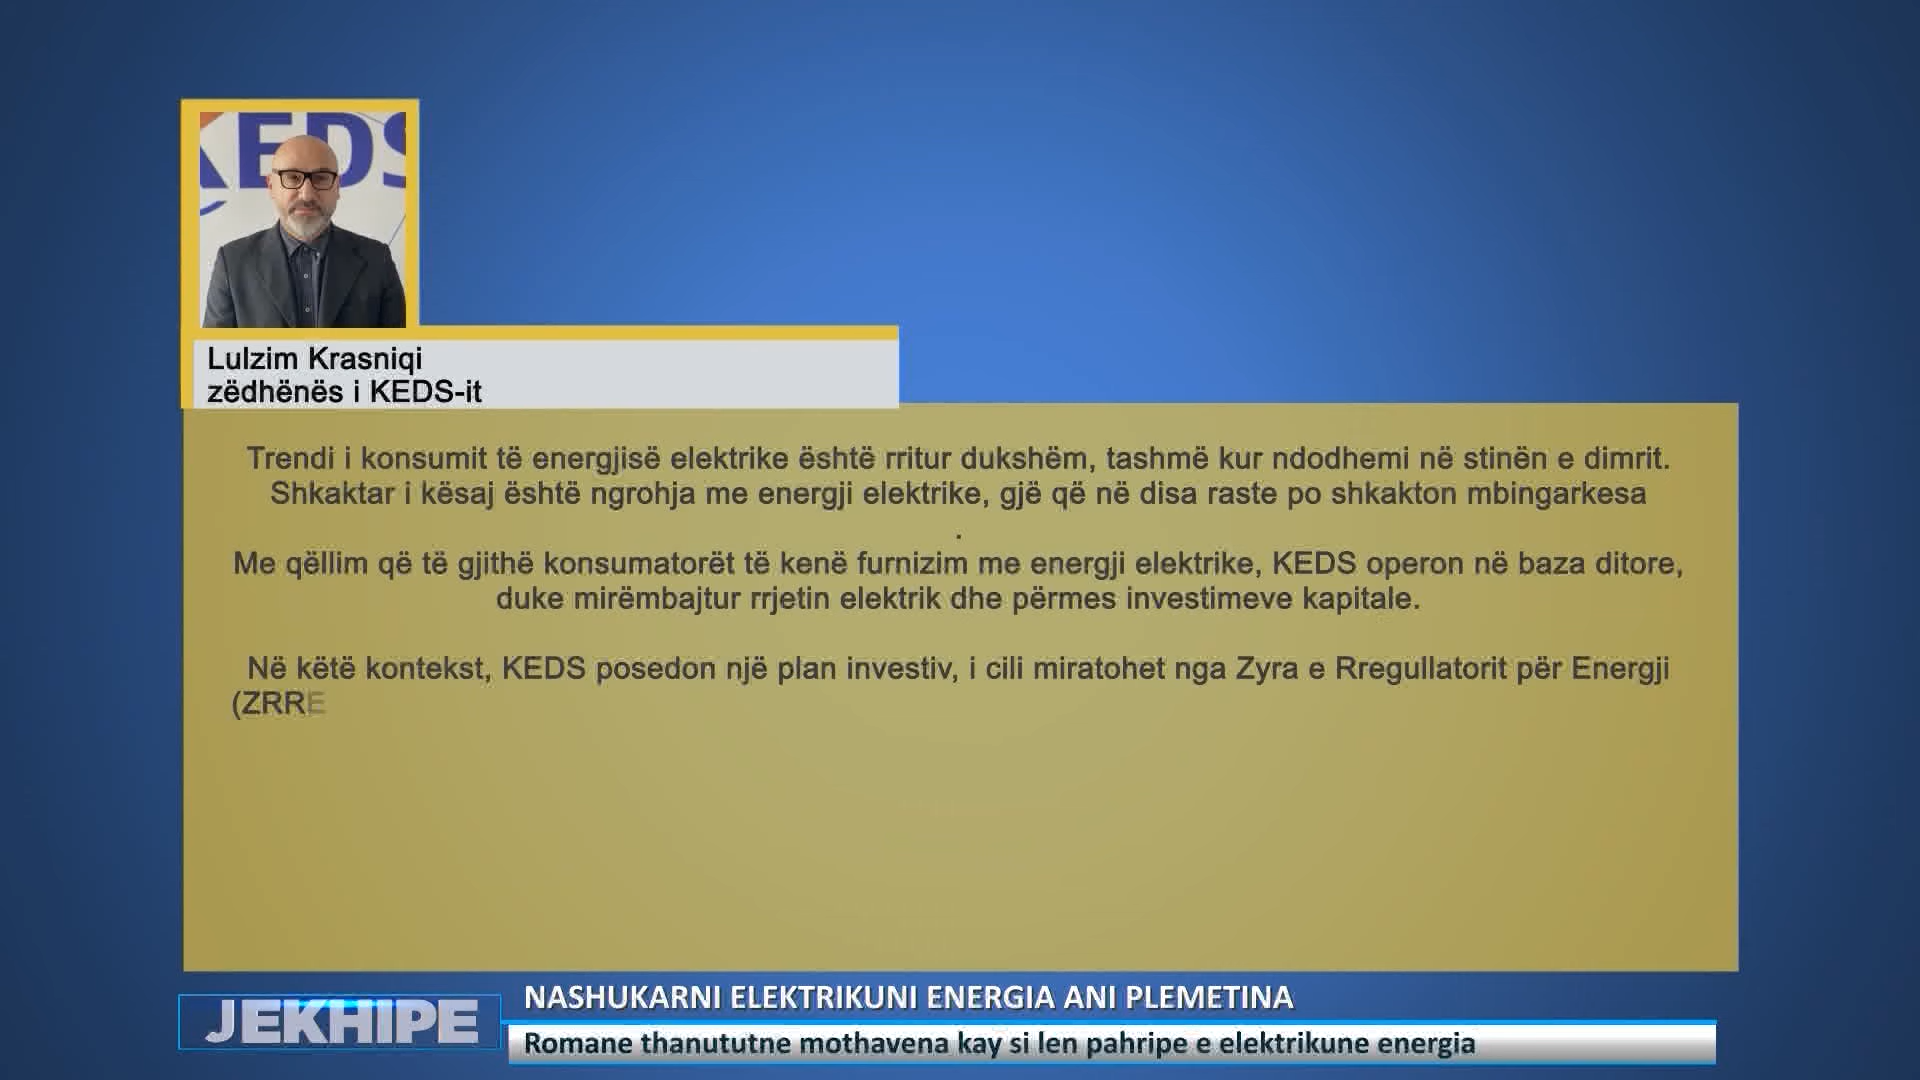 KEDS
Lulzim Krasniqi
zëdhënës i KEDS-it
Trendi i konsumit të energjisë elektrike është rritur dukshëm, tashmë kur ndodhemi në stinën e dimrit.
Shkaktar i kësaj është ngrohja me energji elektrike, gjë që në disa raste po shkakton mbingarkesa
.
Me qëllim që të gjithë konsumatorët të kenë furnizim me energji elektrike, KEDS operon në baza ditore,
duke mirëmbajtur rrjetin elektrik dhe përmes investimeve kapitale.
Në këtë kontekst, KEDS posedon një plan investiv, i cili miratohet nga Zyra e Rregullatorit për Energji
(ZRRE
NASHUKARNI ELEKTRIKUNI ENERGIA ANI PLEMETINA
JEKHIPE
Romane thanututne mothavena kay si len pahripe e elektrikune energia